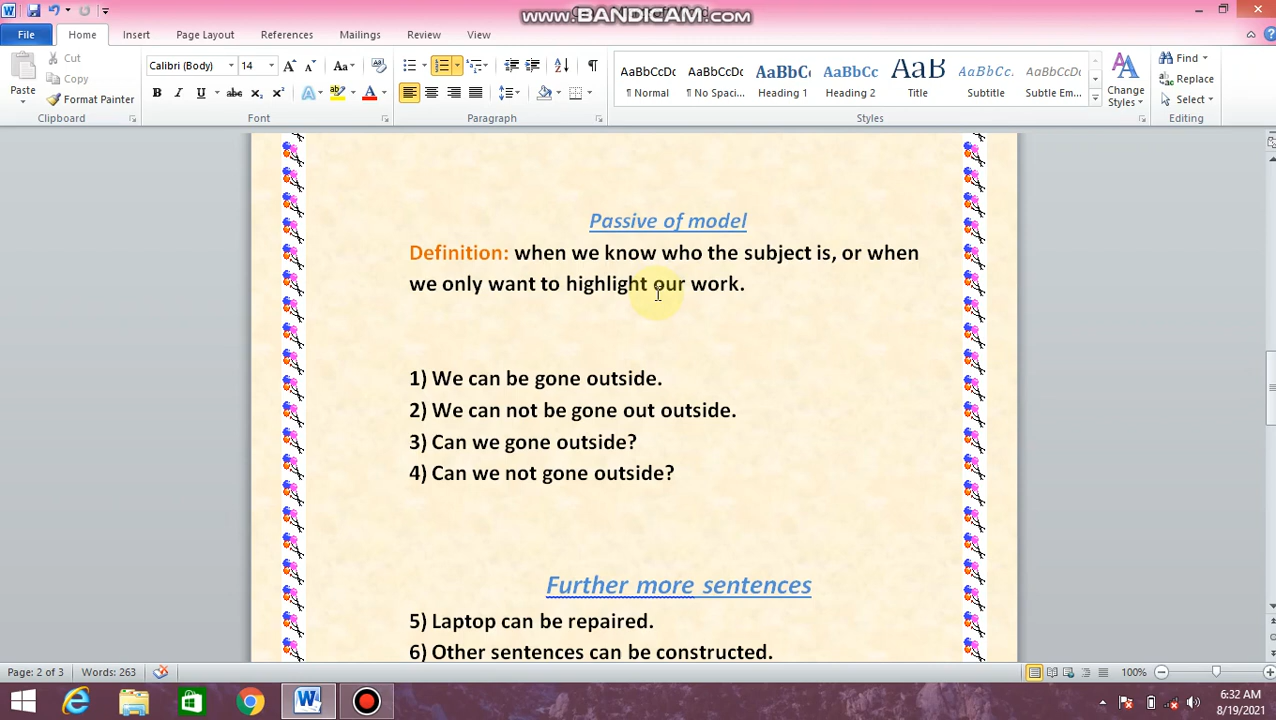 www.BANDICAM.com
File Home Insert Page Layout References Mailings Review View
Cut
Copy
Format Painter
Paste
Clipboard
Calibri (Body) 14
Font
Paragraph
AaBbCcDc AaBbCcDc AaBbC AaBbCc AaB AaBbCc. AaBbCcDc
¶ Normal ¶ No Spaci... Heading 1 Heading 2 Title Subtitle Subtle Em...
Styles
Change Styles
Find
Replace
Select
Editing
Passive of model
Definition: when we know who the subject is, or when
we only want to highlight our work.
1) We can be gone outside.
2) We can not be gone out outside.
3) Can we gone outside?
4) Can we not gone outside?
Further more sentences
5) Laptop can be repaired.
6) Other sentences can be constructed.
Page: 2 of 3 Words: 263
100%
6:32 AM
8/19/2021